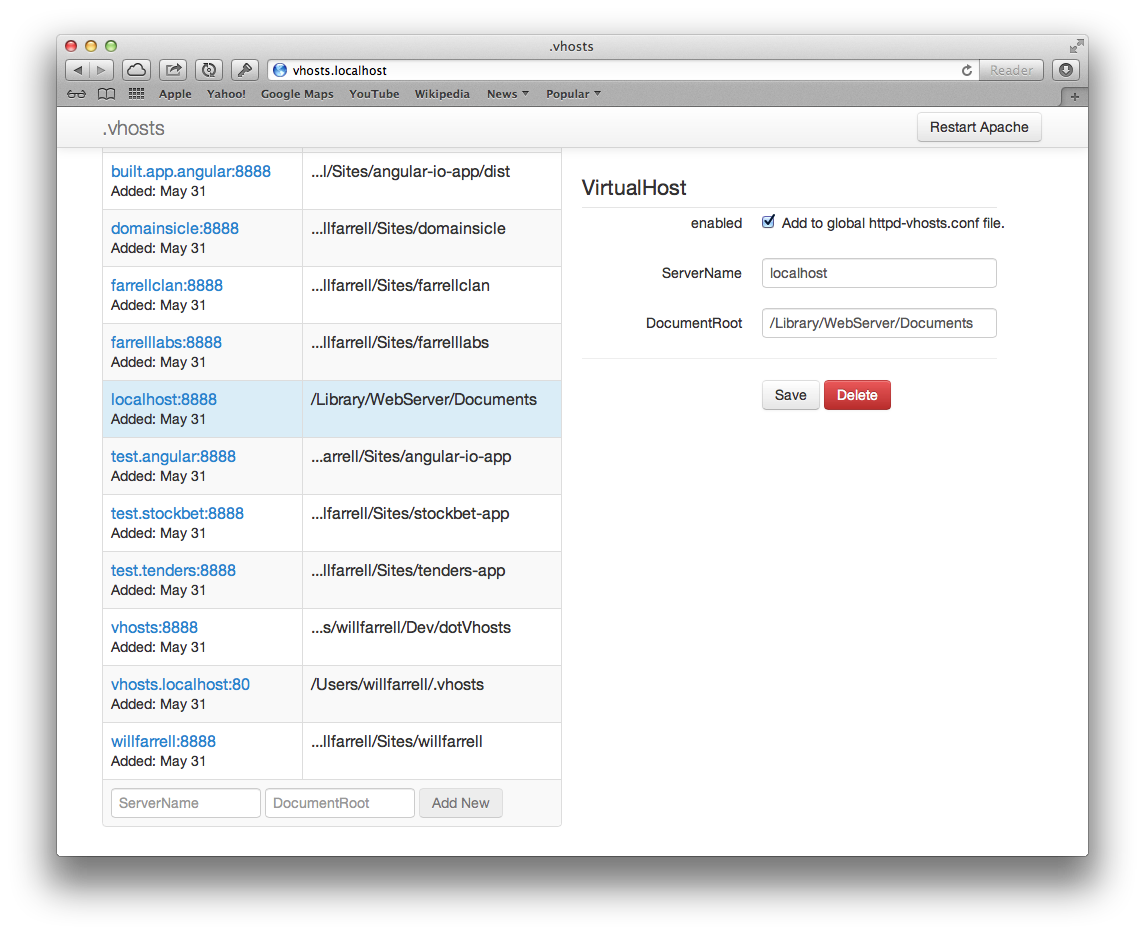 .vhosts
vhosts.localhost
Reader
Apple Yahoo! Google Maps YouTube Wikipedia News Popular
.vhosts
Restart Apache
built.app.angular:8888 ...l/Sites/angular-io-app/dist
Added: May 31
domainsicle:8888 ...llfarrell/Sites/domainsicle
Added: May 31
farrellclan:8888 ...llfarrell/Sites/farrellclan
Added: May 31
farrelllabs:8888 ...llfarrell/Sites/farrelllabs
Added: May 31
localhost:8888 /Library/WebServer/Documents
Added: May 31
test.angular:8888 ...arrell/Sites/angular-io-app
Added: May 31
test.stockbet:8888 ...lfarrell/Sites/stockbet-app
Added: May 31
test.tenders:8888 ...llfarrell/Sites/tenders-app
Added: May 31
vhosts:8888 ...s/willfarrell/Dev/dotVhosts
Added: May 31
vhosts.localhost:80 /Users/willfarrell/.vhosts
Added: May 31
willfarrell:8888 ...llfarrell/Sites/willfarrell
Added: May 31
ServerName DocumentRoot Add New
VirtualHost
enabled Add to global httpd-vhosts.conf file.
ServerName localhost
DocumentRoot /Library/WebServer/Documents
Save Delete